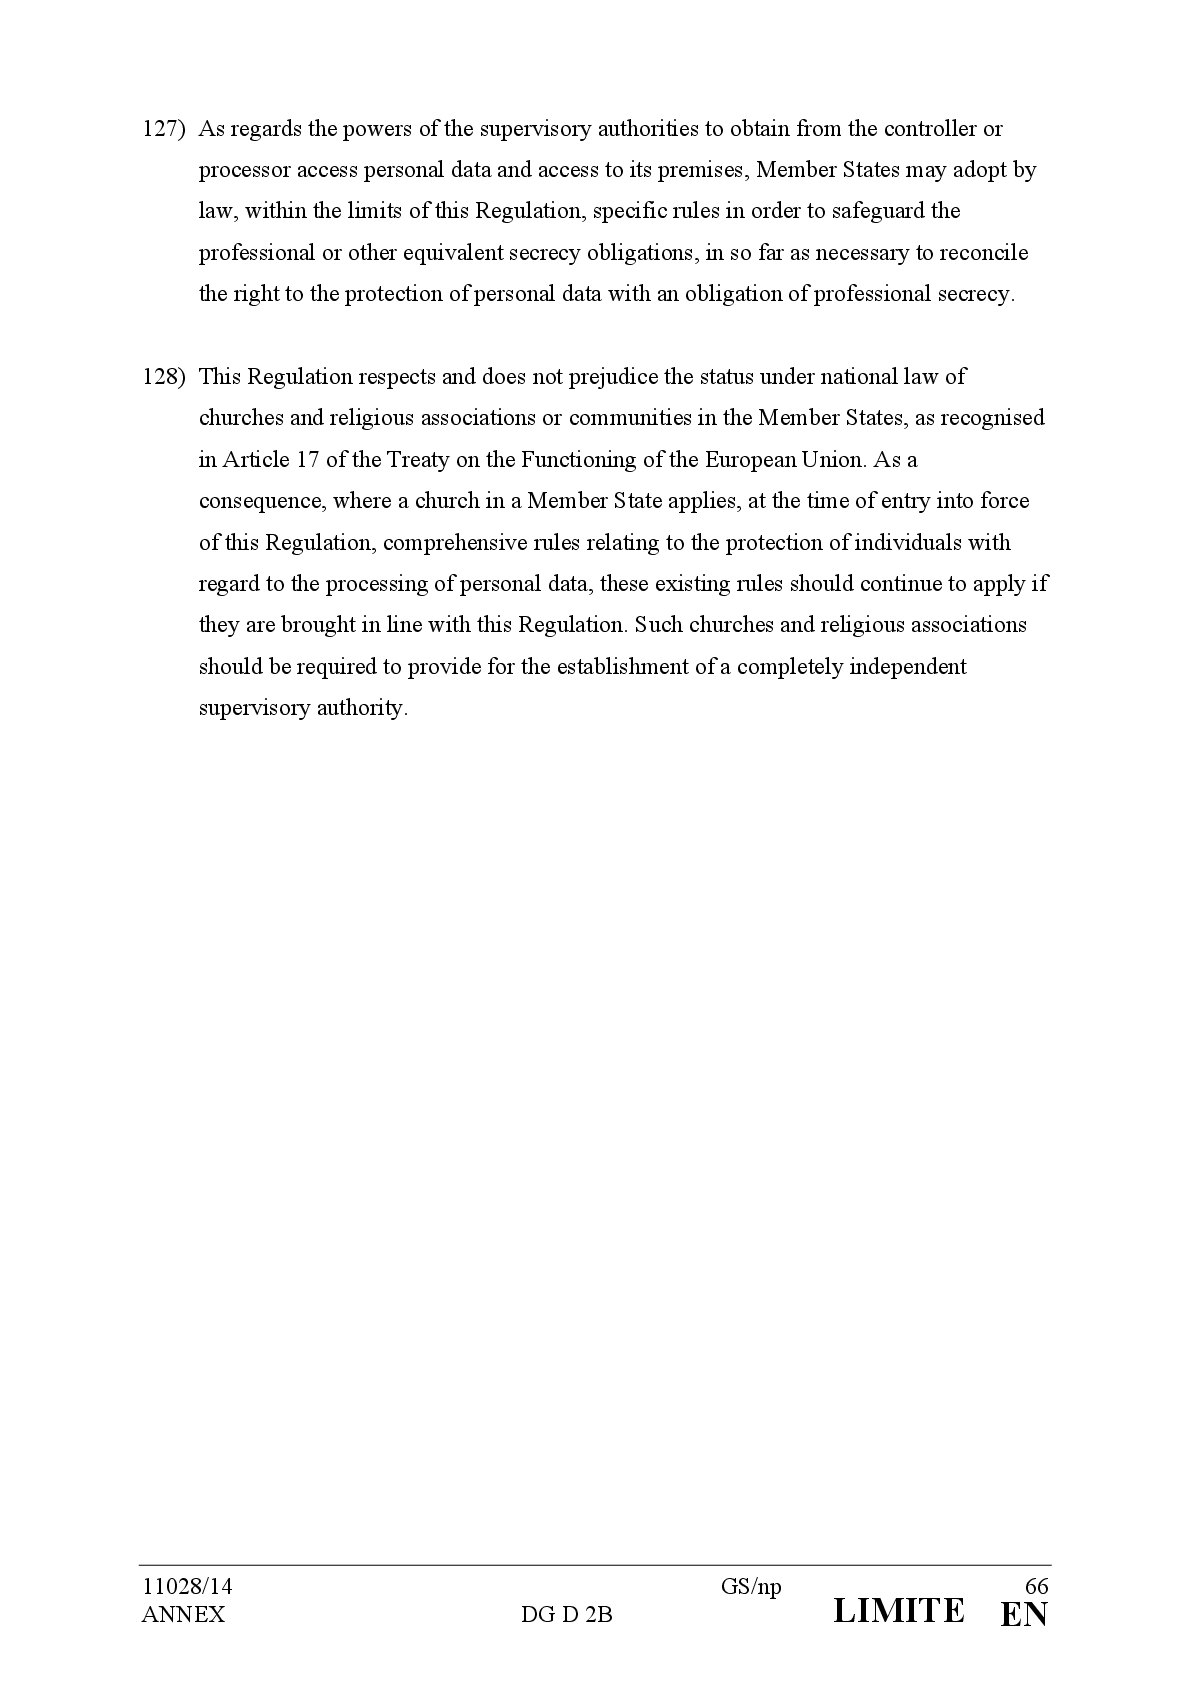 127) As regards the powers of the supervisory authorities to obtain from the controller or
processor access personal data and access to its premises, Member States may adopt by
law, within the limits of this Regulation, specific rules in order to safeguard the
professional or other equivalent secrecy obligations, in so far as necessary to reconcile
the right to the protection of personal data with an obligation of professional secrecy.
128) This Regulation respects and does not prejudice the status under national law of
churches and religious associations or communities in the Member States, as recognised
in Article 17 of the Treaty on the Functioning of the European Union. As a
consequence, where a church in a Member State applies, at the time of entry into force
of this Regulation, comprehensive rules relating to the protection of individuals with
regard to the processing of personal data, these existing rules should continue to apply if
they are brought in line with this Regulation. Such churches and religious associations
should be required to provide for the establishment of a completely independent
supervisory authority.
11028/14 GS/np 66
ANNEX DG D 2B LIMITE EN